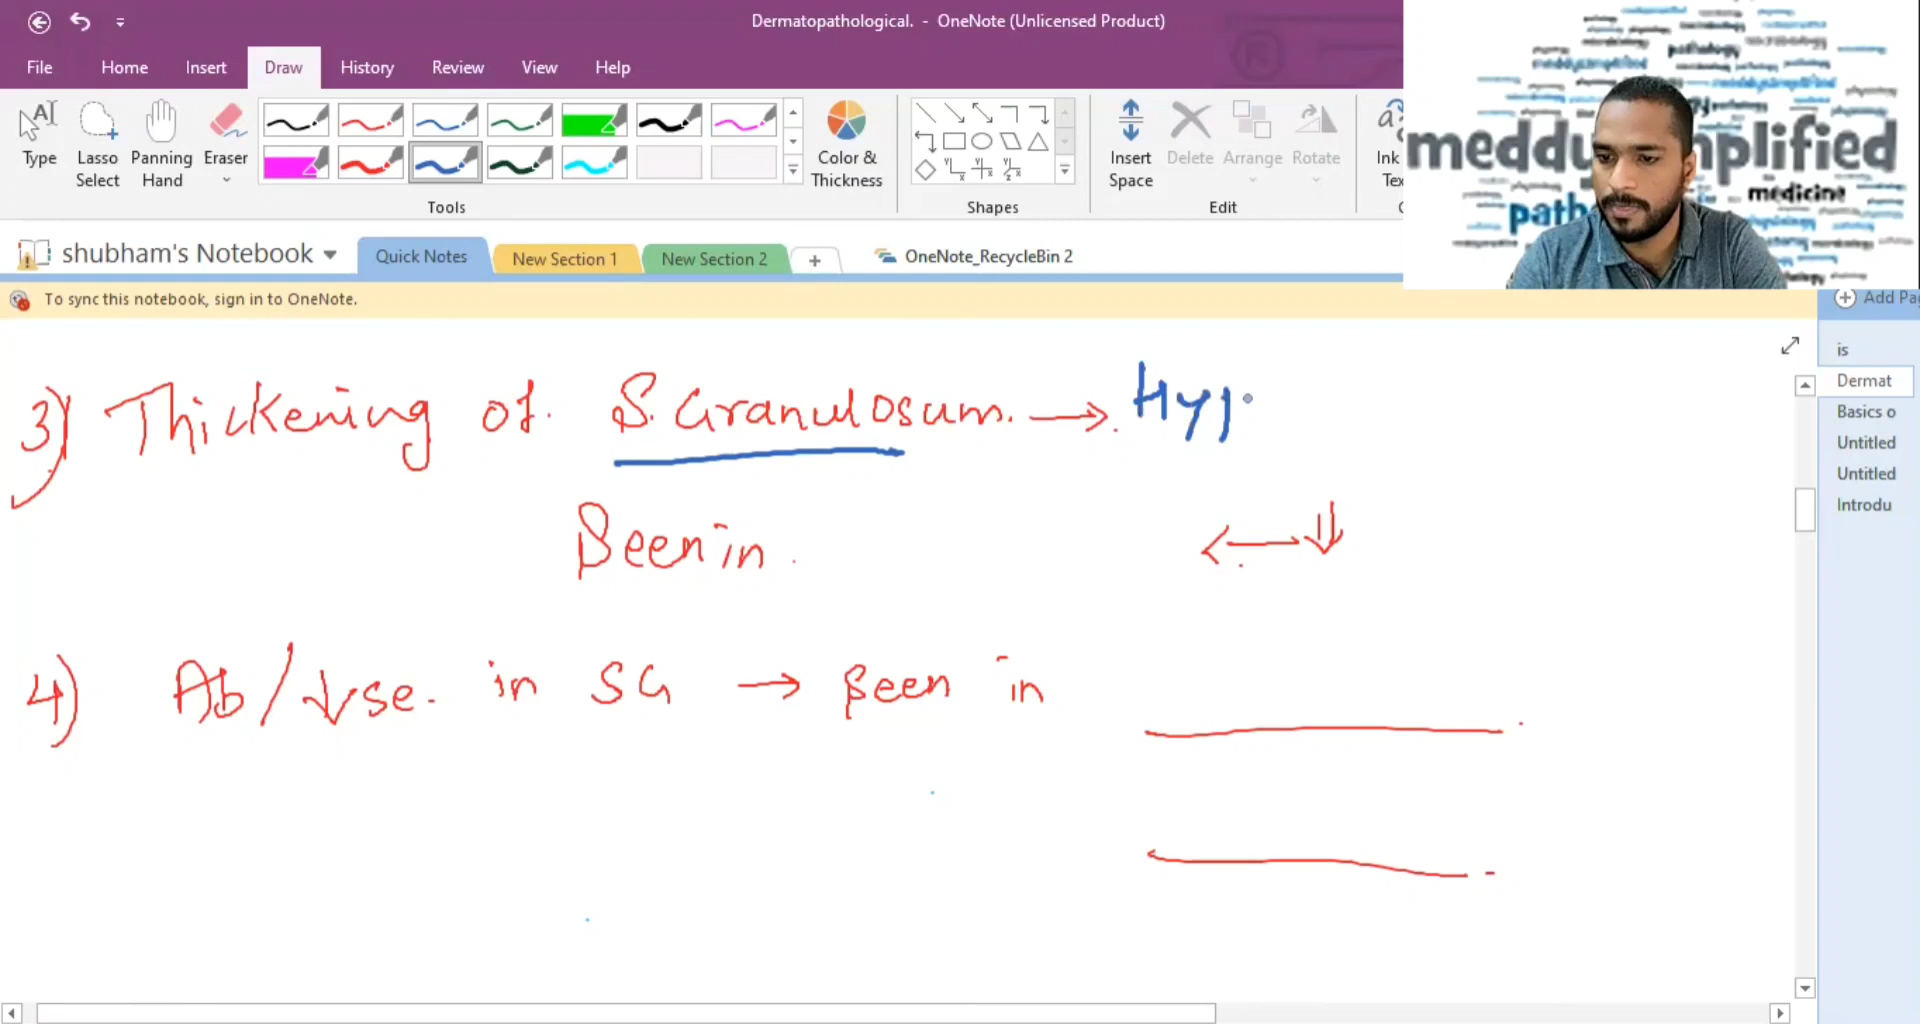 Dermatopathological. - OneNote (Unlicensed Product)
File Home Insert Draw History Review View Help
Type
Lasso Select
Panning Hand
Eraser
Color & Thickness
Insert Space
Delete
Arrange
Rotate
Tools
Shapes
Edit
shubham's Notebook
Quick Notes
New Section 1
New Section 2
OneNote_RecycleBin 2
pathology
medicine
To sync this notebook, sign in to OneNote.
Add Pag
is
Dermat
Basics o
Untitled
Untitled
Introdu
3) Thickening of. S. Granulosum. → Hyp
Seen in.
4) Ab/↓se. in SG → Seen in